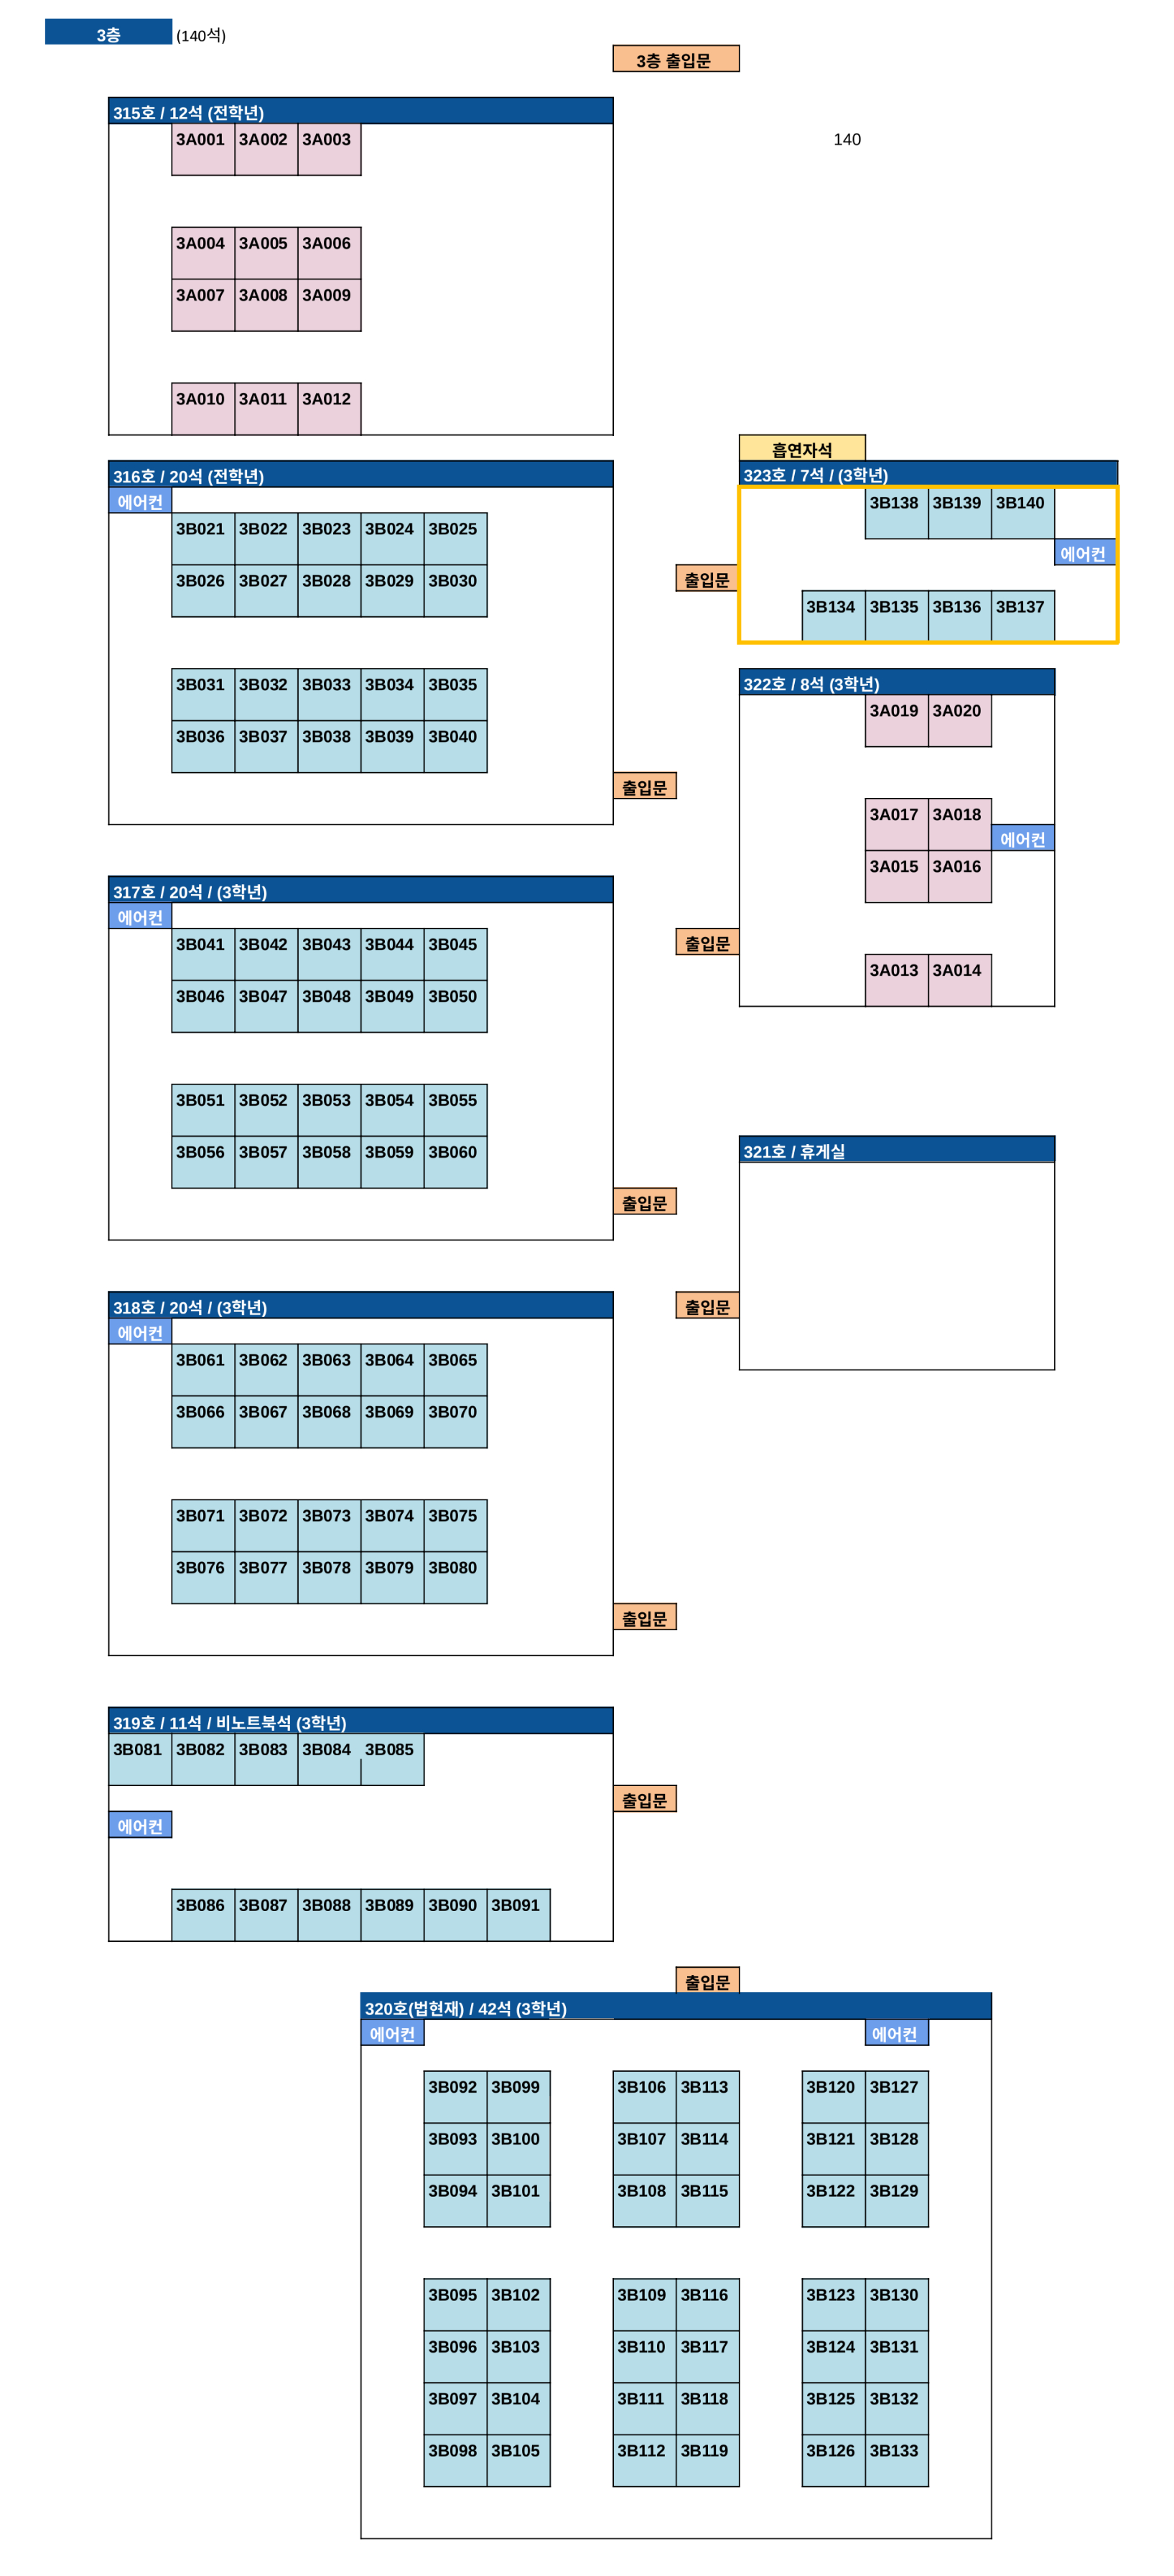 3층 (140석)
3층 출입문
315호 / 12석 (전학년)
3A001 3A002 3A003
140
3A004 3A005 3A006
3A007 3A008 3A009
3A010 3A011 3A012
흡연자석
316호 / 20석 (전학년)
323호 / 7석 / (3학년)
에어컨
3B138 3B139 3B140
3B021 3B022 3B023 3B024 3B025
에어컨
3B026 3B027 3B028 3B029 3B030
출입문
3B134 3B135 3B136 3B137
3B031 3B032 3B033 3B034 3B035
322호 / 8석 (3학년)
3A019 3A020
3B036 3B037 3B038 3B039 3B040
출입문
3A017 3A018
에어컨
3A015 3A016
317호 / 20석 / (3학년)
에어컨
3B041 3B042 3B043 3B044 3B045
출입문
3A013 3A014
3B046 3B047 3B048 3B049 3B050
3B051 3B052 3B053 3B054 3B055
3B056 3B057 3B058 3B059 3B060
321호 / 휴게실
출입문
318호 / 20석 / (3학년)
출입문
에어컨
3B061 3B062 3B063 3B064 3B065
3B066 3B067 3B068 3B069 3B070
3B071 3B072 3B073 3B074 3B075
3B076 3B077 3B078 3B079 3B080
출입문
319호 / 11석 / 비노트북석 (3학년)
3B081 3B082 3B083 3B084 3B085
출입문
에어컨
3B086 3B087 3B088 3B089 3B090 3B091
출입문
320호(법현재) / 42석 (3학년)
에어컨 에어컨
3B092 3B099 3B106 3B113 3B120 3B127
3B093 3B100 3B107 3B114 3B121 3B128
3B094 3B101 3B108 3B115 3B122 3B129
3B095 3B102 3B109 3B116 3B123 3B130
3B096 3B103 3B110 3B117 3B124 3B131
3B097 3B104 3B111 3B118 3B125 3B132
3B098 3B105 3B112 3B119 3B126 3B133